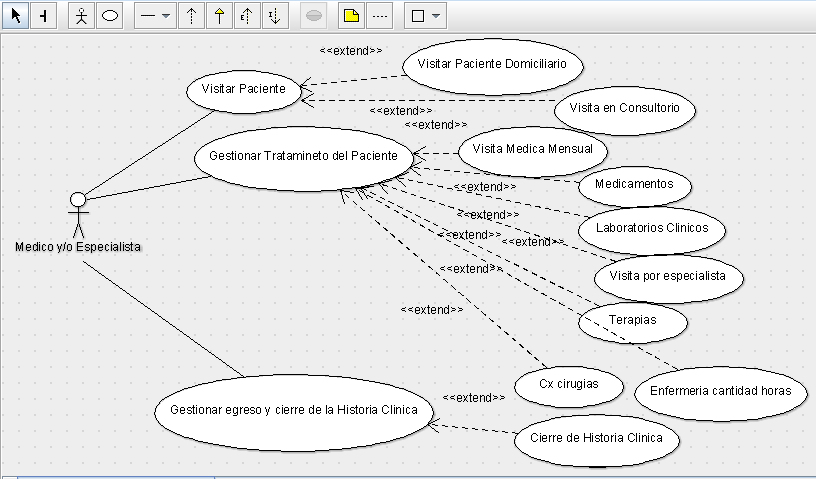 <<extend>>
Visitar Paciente Domiciliario
Visitar Paciente
<<extend>>
Visita en Consultorio
<<extend>>
Gestionar Tratamineto del Paciente
Visita Medica Mensual
<<extend>>
Medicamentos
<<extend>>
Laboratorios Clinicos
<<extend>>
<<extend>>
Medico y/o Especialista
<<extend>>
Visita por especialista
<<extend>>
Terapias
Cx cirugias
Enfermeria cantidad horas
<<extend>>
Gestionar egreso y cierre de la Historia Clinica
Cierre de Historia Clinica